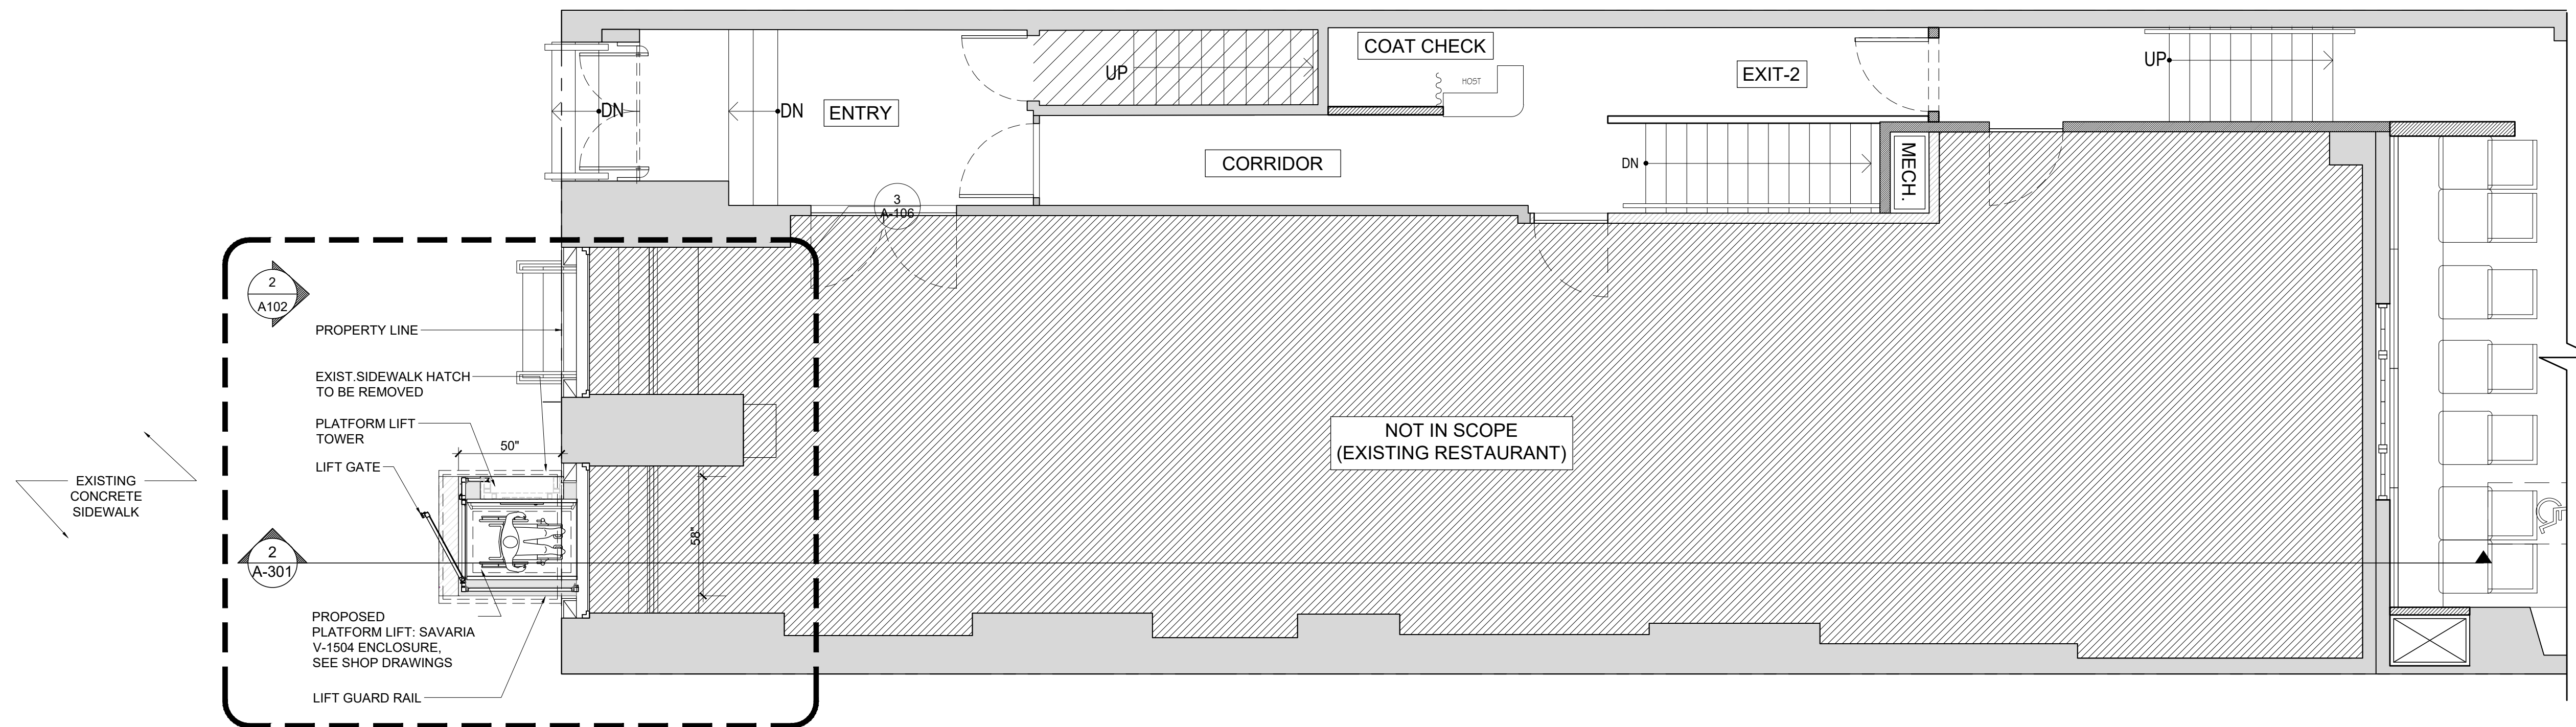 COAT CHECK
HOST
UP
EXIT-2
UP
DN
DN
ENTRY
CORRIDOR
DN
MECH.
3
A-106
2
A102
PROPERTY LINE
EXIST.SIDEWALK HATCH
TO BE REMOVED
PLATFORM LIFT
TOWER
50"
LIFT GATE
EXISTING
CONCRETE
SIDEWALK
58"
2
A-301
NOT IN SCOPE
(EXISTING RESTAURANT)
PROPOSED
PLATFORM LIFT: SAVARIA
V-1504 ENCLOSURE,
SEE SHOP DRAWINGS
LIFT GUARD RAIL